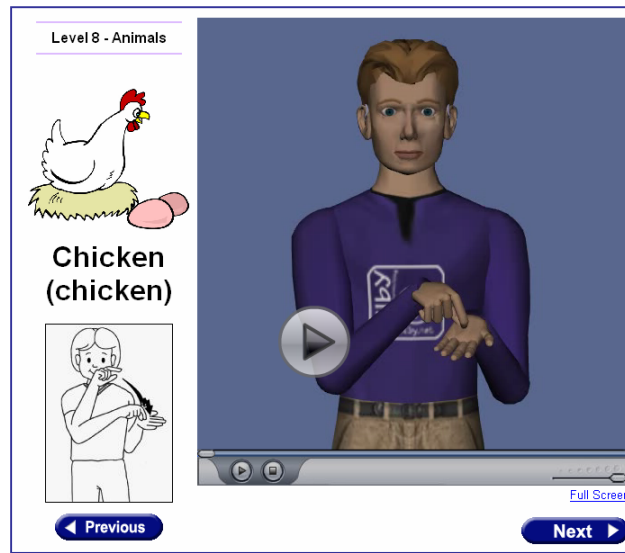 Level 8 - Animals
Chicken
(chicken)
Full Screen
Previous
Next